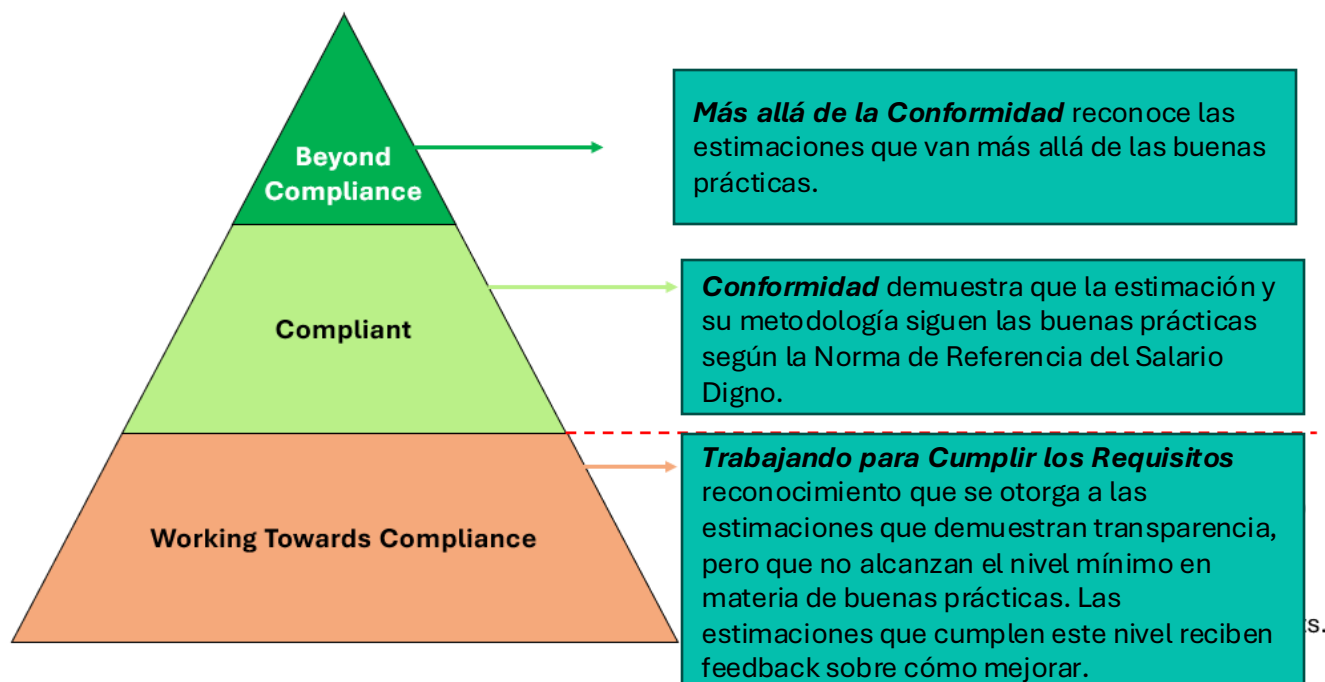 Beyond
Compliance
Más allá de la Conformidad reconoce las
estimaciones que van más allá de las buenas
prácticas.
Compliant
Conformidad demuestra que la estimación y
su metodología siguen las buenas prácticas
según la Norma de Referencia del Salario
Digno.
Working Towards Compliance
Trabajando para Cumplir los Requisitos
reconocimiento que se otorga a las
estimaciones que demuestran transparencia,
pero que no alcanzan el nivel mínimo en
materia de buenas prácticas. Las
estimaciones que cumplen este nivel reciben
feedback sobre cómo mejorar.